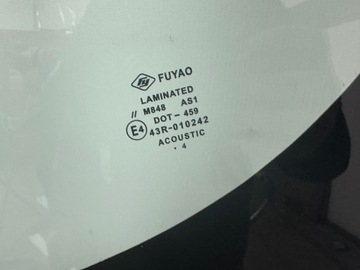 FUYAO
LAMINATED
// M848 AS1
DOT-459
E4 43R-010242
ACOUSTIC
. 4